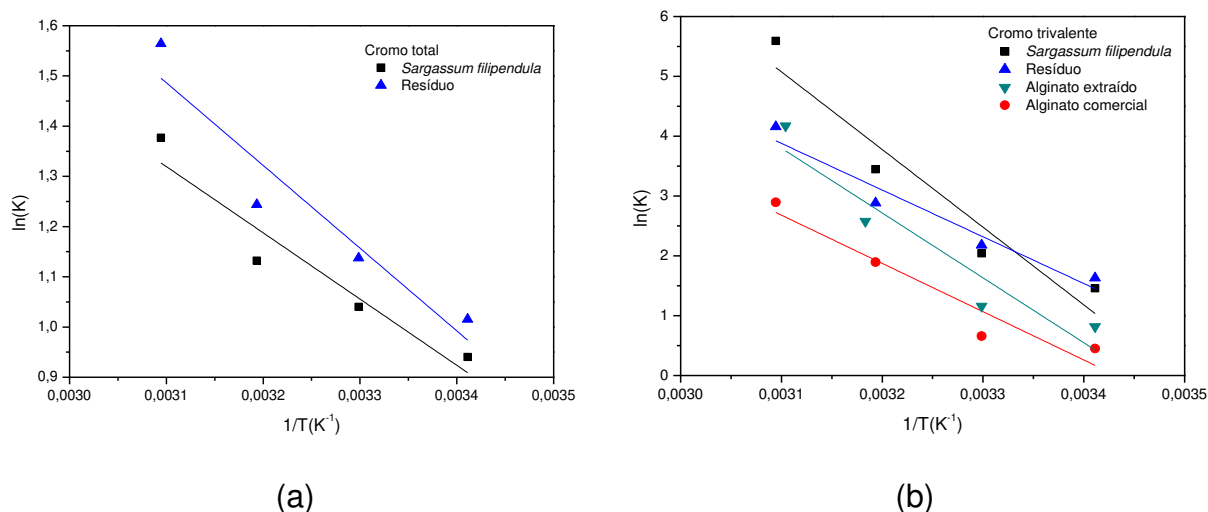 1,6
1,5
1,4
1,3
1,2
1,1
1,0
0,9
ln(K)
Cromo total
Sargassum filipendula
Resíduo
0,0030
0,0031
0,0032
0,0033
0,0034
0,0035
1/T(K⁻¹)
(a)
6
5
4
3
2
1
0
ln(K)
Cromo trivalente
Sargassum filipendula
Resíduo
Alginato extraído
Alginato comercial
0,0030
0,0031
0,0032
0,0033
0,0034
0,0035
1/T(K⁻¹)
(b)